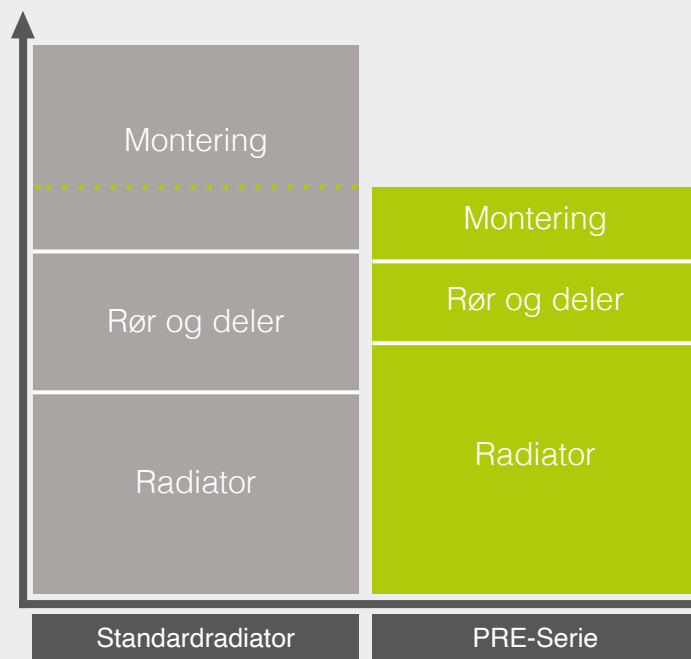 Montering
Rør og deler
Radiator
Montering
Rør og deler
Radiator
Standardradiator
PRE-Serie